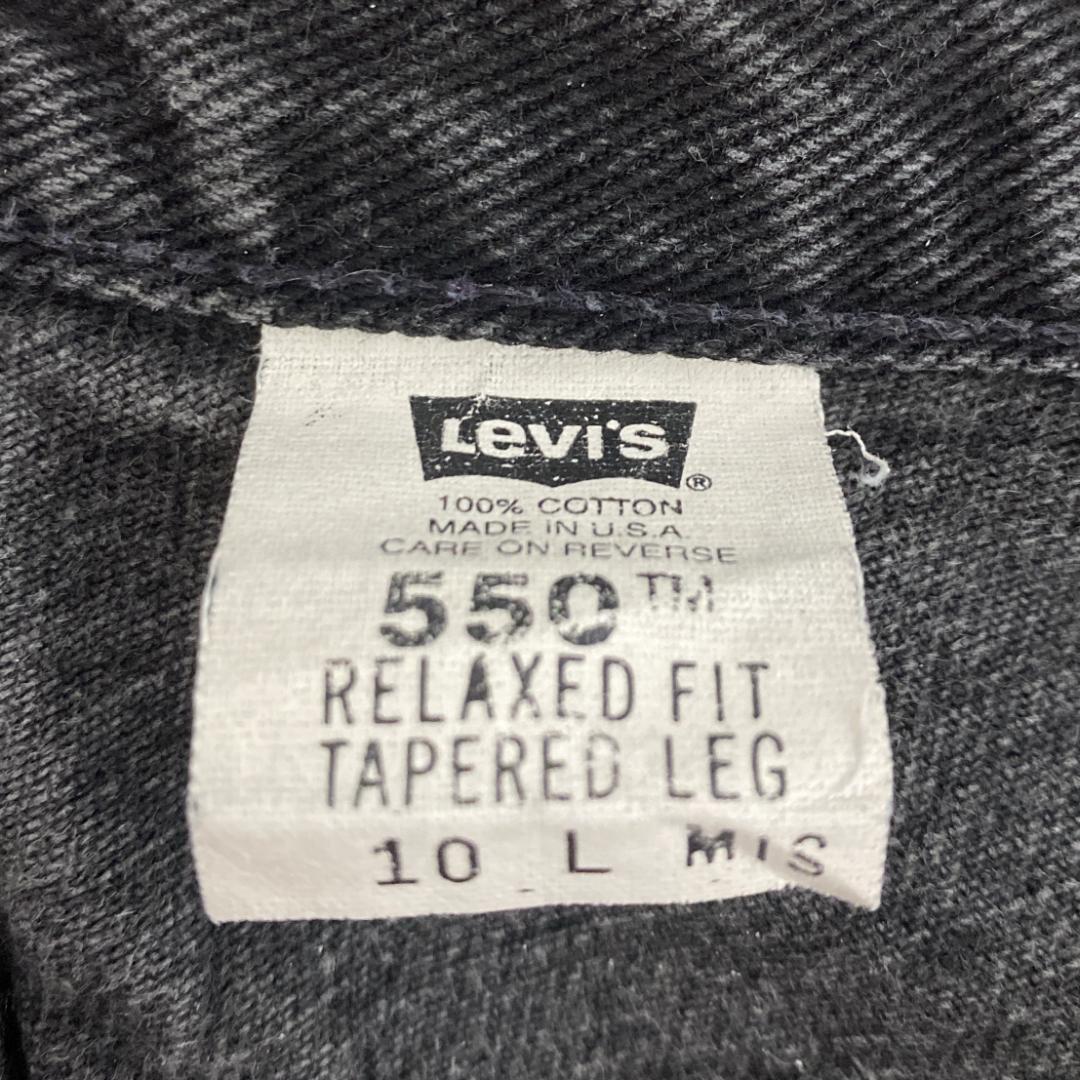 Levi's
®
100% COTTON
MADE IN U.S.A.
CARE ON REVERSE
550™
RELAXED FIT
TAPERED LEG
10 L MIS